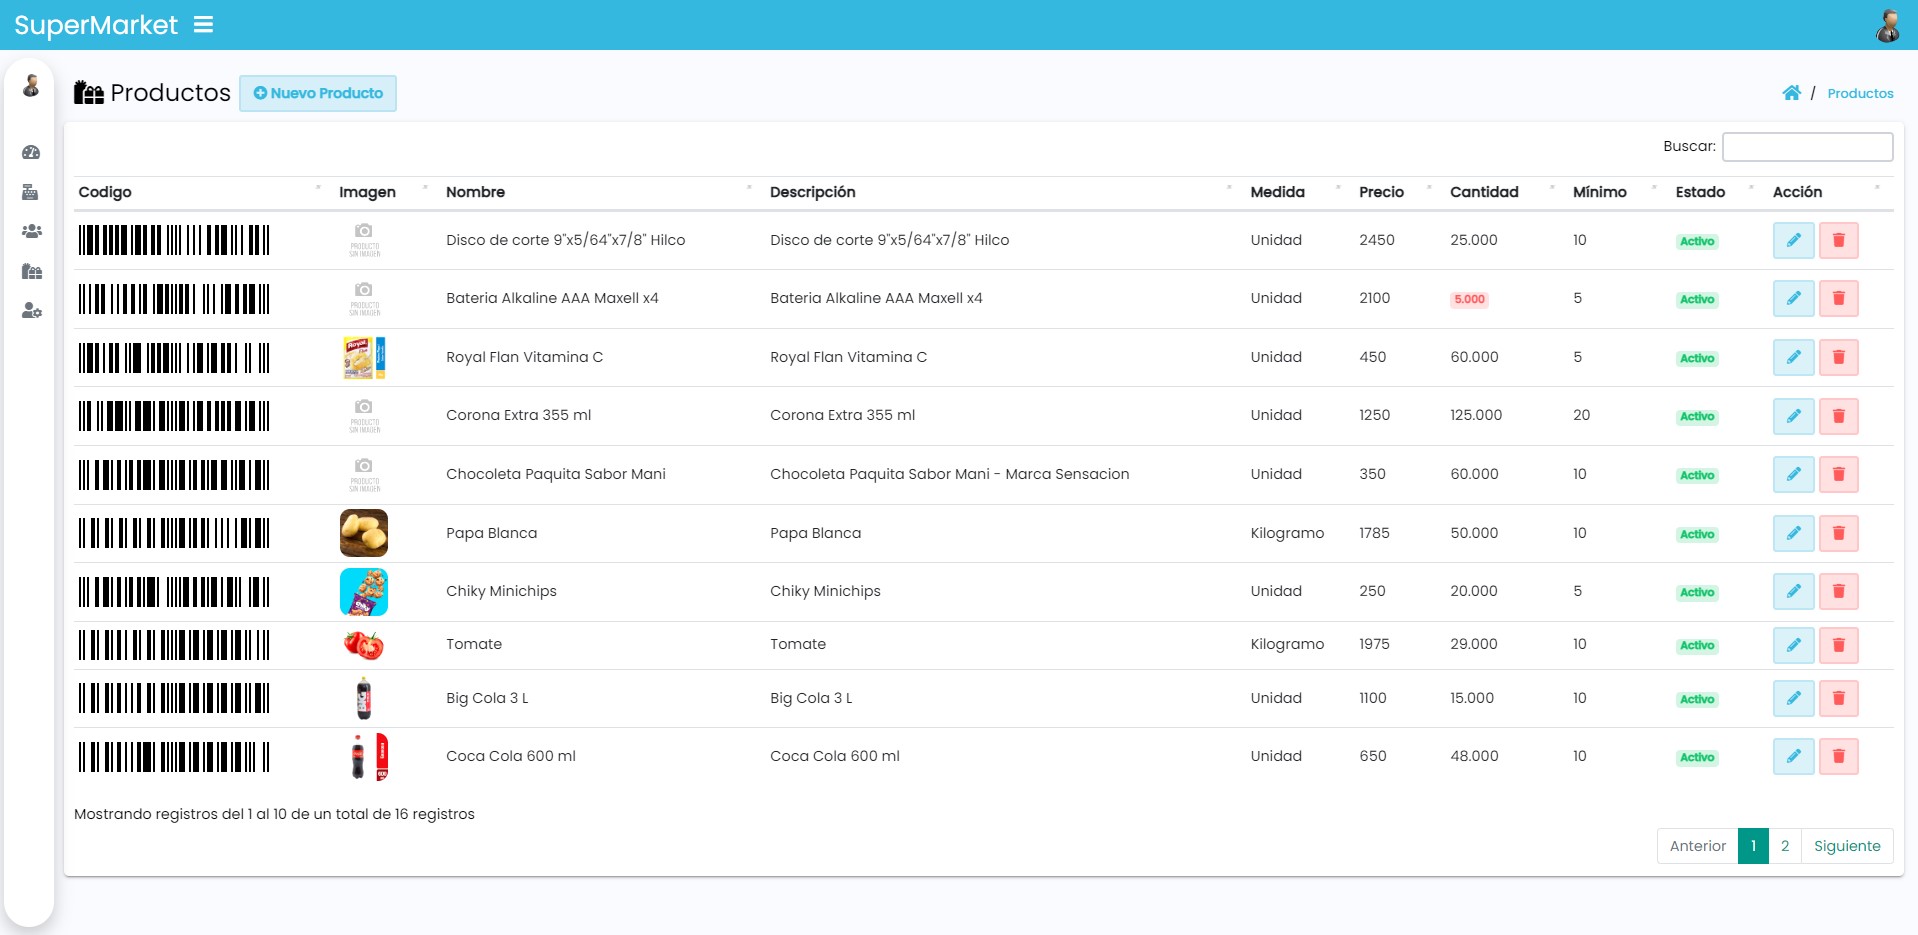 SuperMarket
Productos
Nuevo Producto
/ Productos
Buscar:
Codigo Imagen Nombre Descripción Medida Precio Cantidad Mínimo Estado Acción
PRODUCTO
SIN IMAGEN
Disco de corte 9"x5/64"x7/8" Hilco Disco de corte 9"x5/64"x7/8" Hilco Unidad 2450 25.000 10 Activo
PRODUCTO
SIN IMAGEN
Bateria Alkaline AAA Maxell x4 Bateria Alkaline AAA Maxell x4 Unidad 2100 5.000 5 Activo
Royal
Royal Flan Vitamina C Royal Flan Vitamina C Unidad 450 60.000 5 Activo
PRODUCTO
SIN IMAGEN
Corona Extra 355 ml Corona Extra 355 ml Unidad 1250 125.000 20 Activo
PRODUCTO
SIN IMAGEN
Chocoleta Paquita Sabor Mani Chocoleta Paquita Sabor Mani - Marca Sensacion Unidad 350 60.000 10 Activo
Papa Blanca Papa Blanca Kilogramo 1785 50.000 10 Activo
Chiky Minichips Chiky Minichips Unidad 250 20.000 5 Activo
Tomate Tomate Kilogramo 1975 29.000 10 Activo
Big Cola 3 L Big Cola 3 L Unidad 1100 15.000 10 Activo
Coca Cola 600 ml Coca Cola 600 ml Unidad 650 48.000 10 Activo
Mostrando registros del 1 al 10 de un total de 16 registros
Anterior 1 2 Siguiente